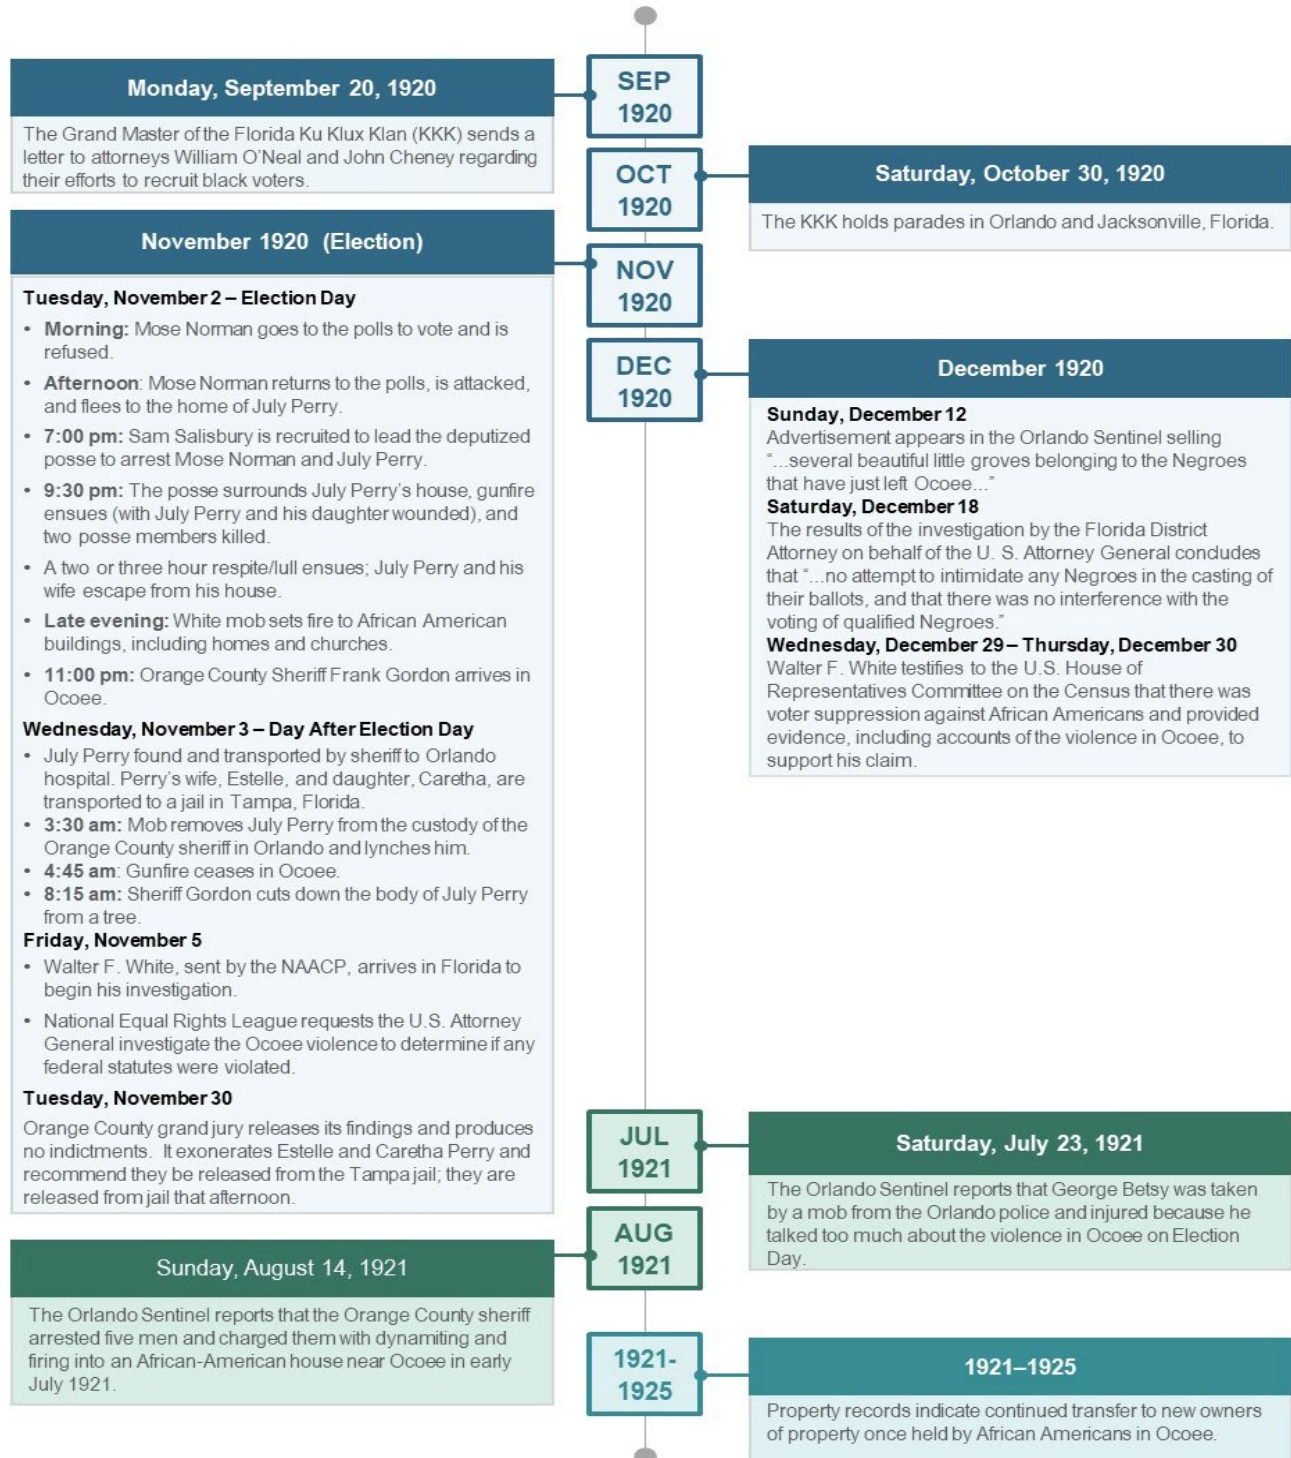 SEP
1920
Monday, September 20, 1920
The Grand Master of the Florida Ku Klux Klan (KKK) sends a
letter to attorneys William O'Neal and John Cheney regarding
their efforts to recruit black voters.
OCT
1920
Saturday, October 30, 1920
The KKK holds parades in Orlando and Jacksonville, Florida.
NOV
1920
November 1920 (Election)
Tuesday, November 2 – Election Day
• Morning: Mose Norman goes to the polls to vote and is
refused.
• Afternoon: Mose Norman returns to the polls, is attacked,
and flees to the home of July Perry.
• 7:00 pm: Sam Salisbury is recruited to lead the deputized
posse to arrest Mose Norman and July Perry.
• 9:30 pm: The posse surrounds July Perry's house, gunfire
ensues (with July Perry and his daughter wounded), and
two posse members killed.
• A two or three hour respite/lull ensues; July Perry and his
wife escape from his house.
• Late evening: White mob sets fire to African American
buildings, including homes and churches.
• 11:00 pm: Orange County Sheriff Frank Gordon arrives in
Ocoee.
Wednesday, November 3 – Day After Election Day
• July Perry found and transported by sheriff to Orlando
hospital. Perry's wife, Estelle, and daughter, Caretha, are
transported to a jail in Tampa, Florida.
• 3:30 am: Mob removes July Perry from the custody of the
Orange County sheriff in Orlando and lynches him.
• 4:45 am: Gunfire ceases in Ocoee.
• 8:15 am: Sheriff Gordon cuts down the body of July Perry
from a tree.
Friday, November 5
• Walter F. White, sent by the NAACP, arrives in Florida to
begin his investigation.
• National Equal Rights League requests the U.S. Attorney
General investigate the Ocoee violence to determine if any
federal statutes were violated.
Tuesday, November 30
Orange County grand jury releases its findings and produces
no indictments. It exonerates Estelle and Caretha Perry and
recommend they be released from the Tampa jail; they are
released from jail that afternoon.
DEC
1920
December 1920
Sunday, December 12
Advertisement appears in the Orlando Sentinel selling
"...several beautiful little groves belonging to the Negroes
that have just left Ocoee..."
Saturday, December 18
The results of the investigation by the Florida District
Attorney on behalf of the U. S. Attorney General concludes
that "...no attempt to intimidate any Negroes in the casting of
their ballots, and that there was no interference with the
voting of qualified Negroes."
Wednesday, December 29 – Thursday, December 30
Walter F. White testifies to the U.S. House of
Representatives Committee on the Census that there was
voter suppression against African Americans and provided
evidence, including accounts of the violence in Ocoee, to
support his claim.
JUL
1921
Saturday, July 23, 1921
The Orlando Sentinel reports that George Betsy was taken
by a mob from the Orlando police and injured because he
talked too much about the violence in Ocoee on Election
Day.
AUG
1921
Sunday, August 14, 1921
The Orlando Sentinel reports that the Orange County sheriff
arrested five men and charged them with dynamiting and
firing into an African-American house near Ocoee in early
July 1921.
1921-
1925
1921–1925
Property records indicate continued transfer to new owners
of property once held by African Americans in Ocoee.